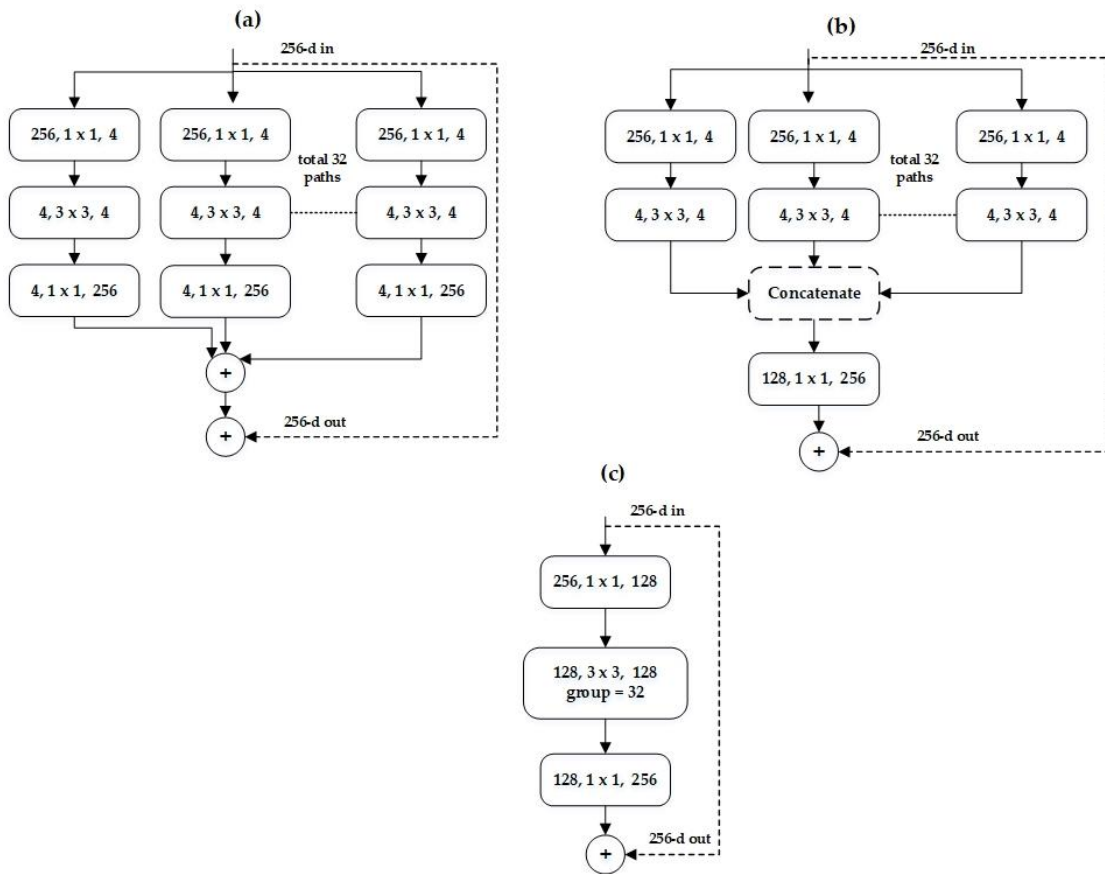 (a)
256-d in
256, 1 x 1, 4
256, 1 x 1, 4
256, 1 x 1, 4
total 32
paths
4, 3 x 3, 4
4, 3 x 3, 4
4, 3 x 3, 4
4, 1 x 1, 256
4, 1 x 1, 256
4, 1 x 1, 256
+
256-d out
+
(b)
256-d in
256, 1 x 1, 4
256, 1 x 1, 4
256, 1 x 1, 4
total 32
paths
4, 3 x 3, 4
4, 3 x 3, 4
4, 3 x 3, 4
Concatenate
128, 1 x 1, 256
256-d out
+
(c)
256-d in
256, 1 x 1, 128
128, 3 x 3, 128
group = 32
128, 1 x 1, 256
256-d out
+